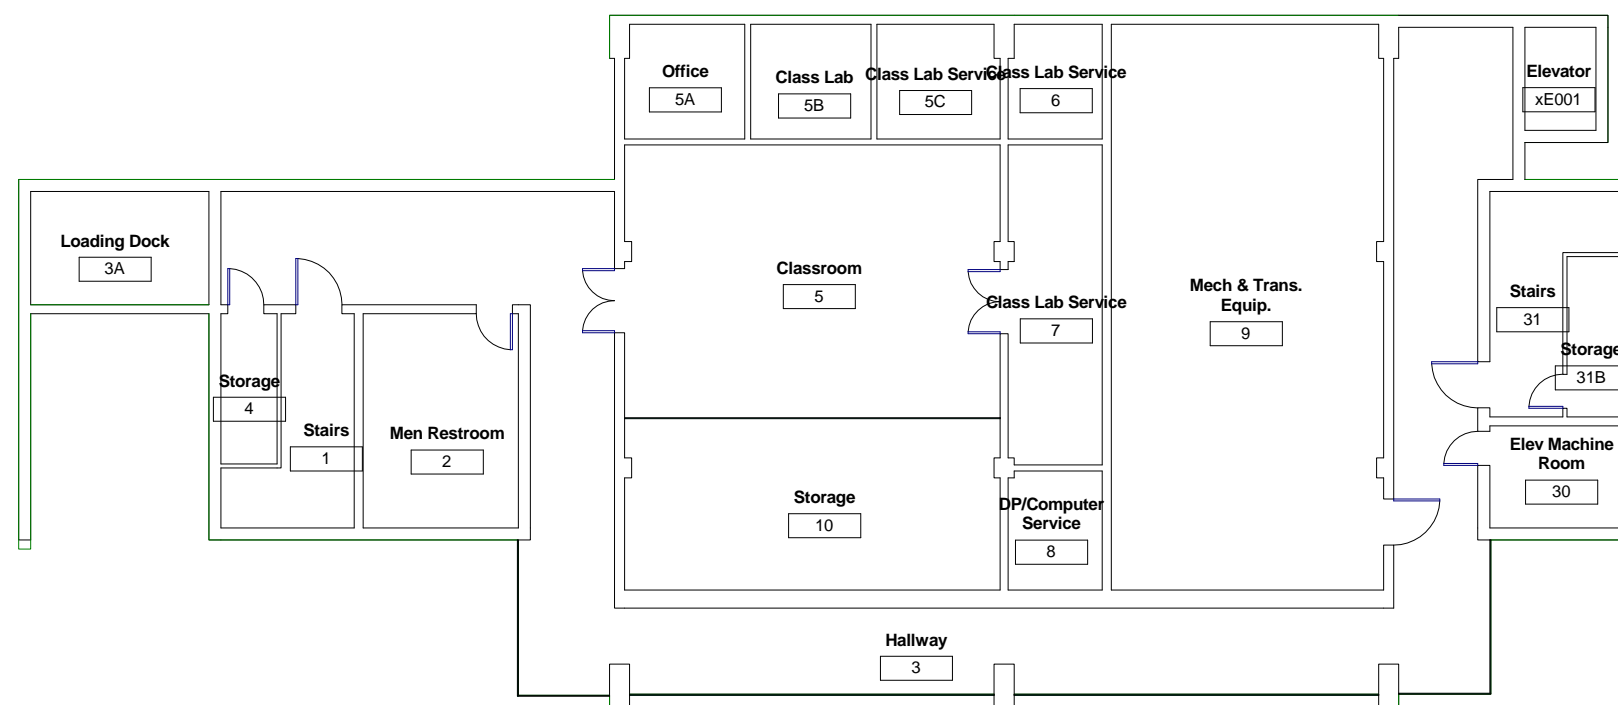 Office
5A
Class Lab
5B
Class Lab Service
5C
Class Lab Service
6
Elevator
xE001
Loading Dock
3A
Classroom
5
Class Lab Service
7
Mech & Trans.
Equip.
9
Stairs
31
Storage
31B
Storage
4
Stairs
1
Men Restroom
2
Storage
10
DP/Computer
Service
8
Elev Machine
Room
30
Hallway
3